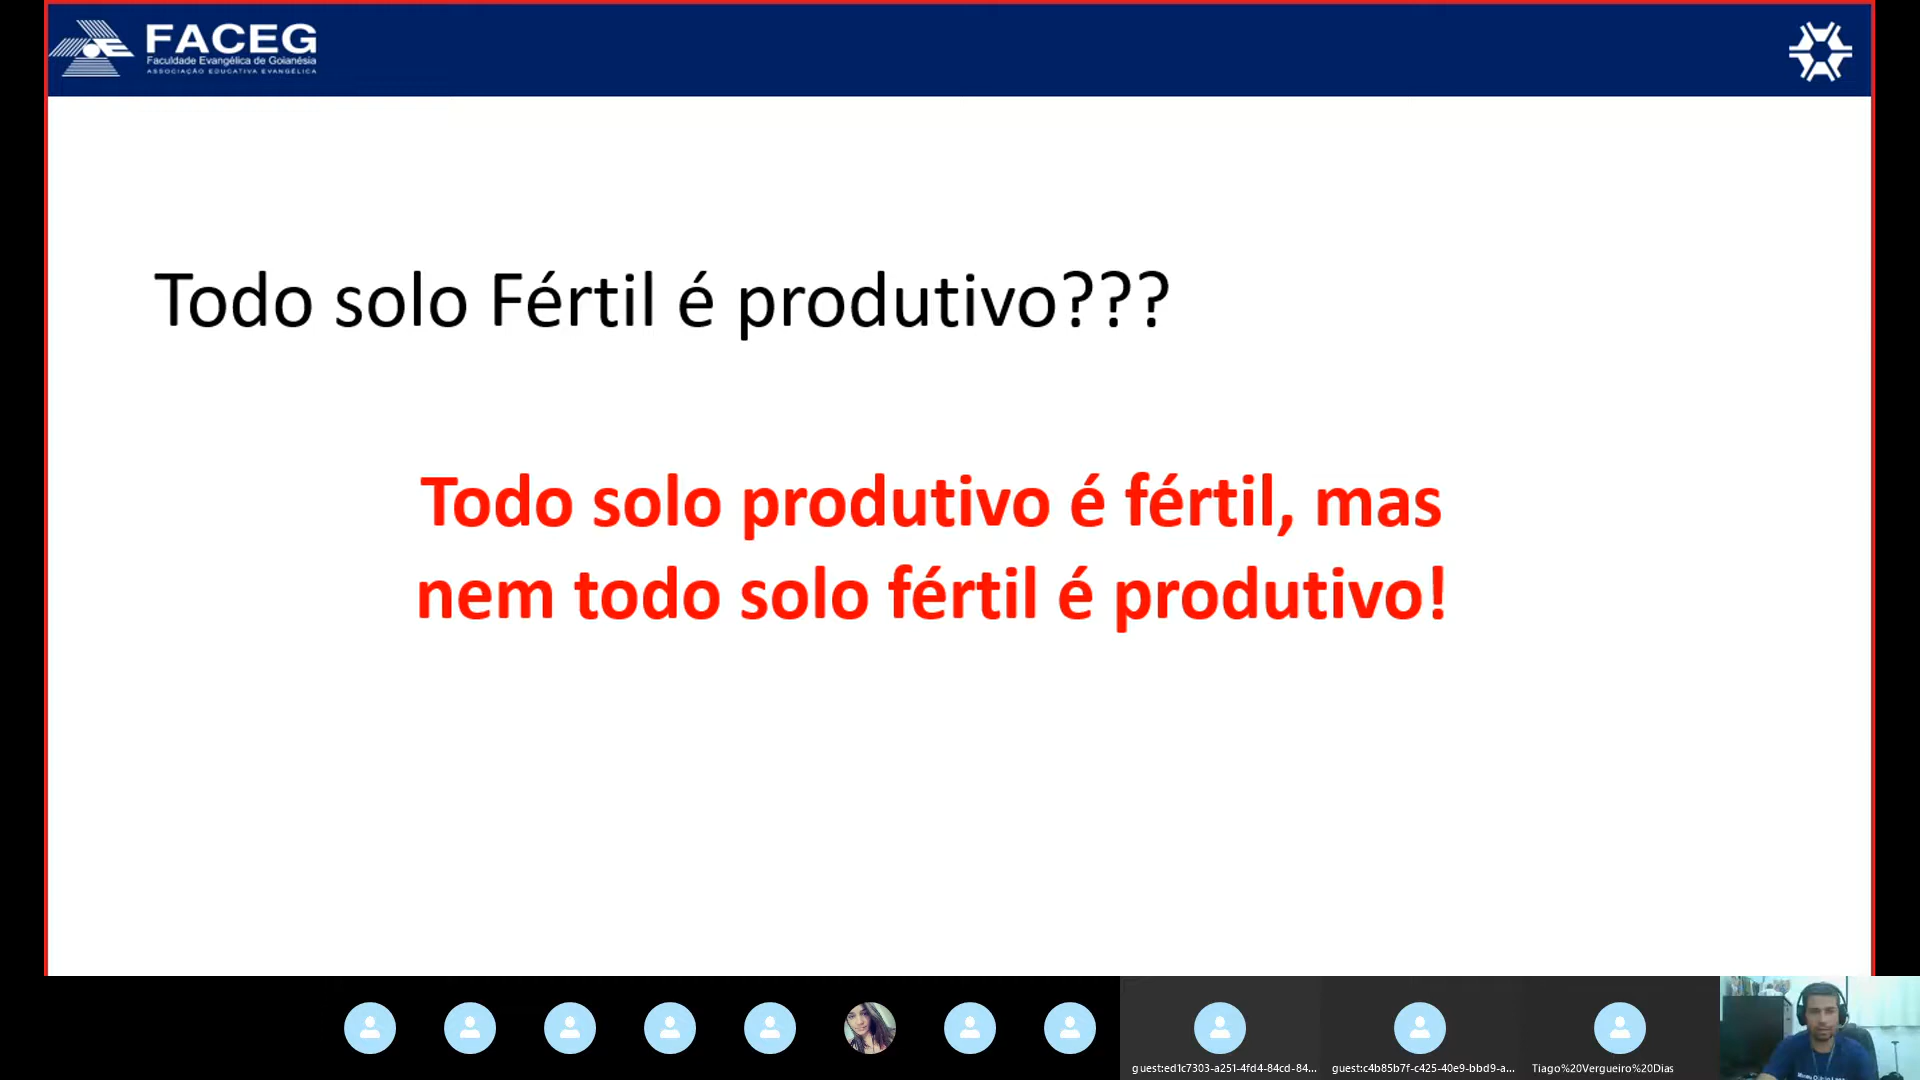 FACEG
Faculdade Evangélica de Goianésia
ASSOCIAÇÃO EDUCATIVA EVANGÉLICA
Todo solo Fértil é produtivo???
Todo solo produtivo é fértil, mas
nem todo solo fértil é produtivo!
guest:ed1c7303-a251-4fd4-84cd-84...
guest:c4b85b7f-c425-40e9-bbd9-a...
Tiago%20Vergueiro%20Dias